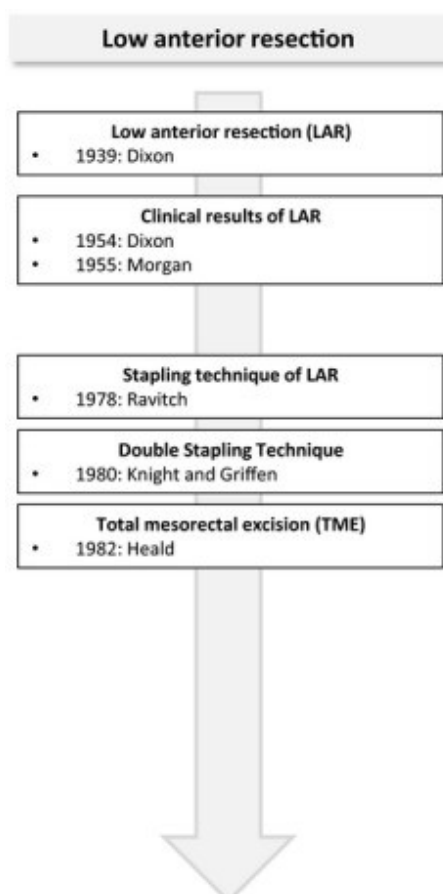 Low anterior resection
Low anterior resection (LAR)
• 1939: Dixon
Clinical results of LAR
• 1954: Dixon
• 1955: Morgan
Stapling technique of LAR
• 1978: Ravitch
Double Stapling Technique
• 1980: Knight and Griffen
Total mesorectal excision (TME)
• 1982: Heald